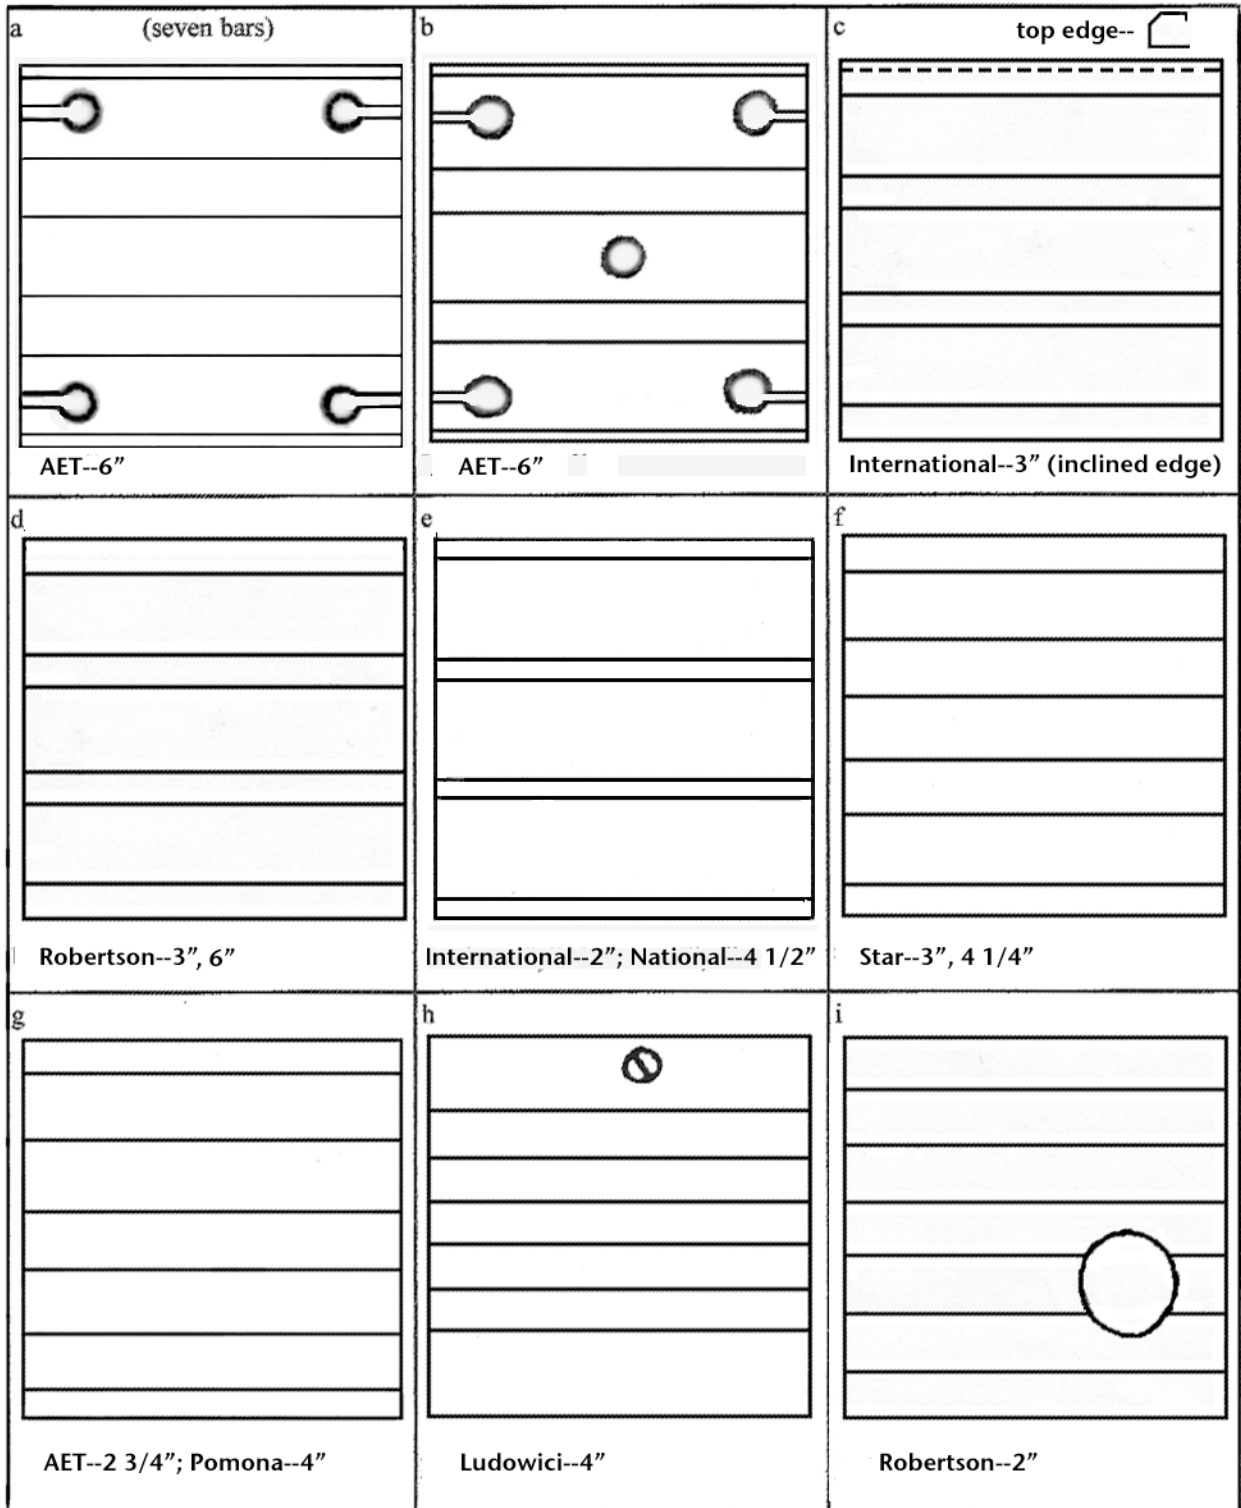 a (seven bars)
b
c top edge--
AET--6”
AET--6”
International--3” (inclined edge)
d
e
f
Robertson--3”, 6”
International--2”; National--4 1/2”
Star--3”, 4 1/4”
g
h
i
AET--2 3/4”; Pomona--4”
Ludowici--4”
Robertson--2”